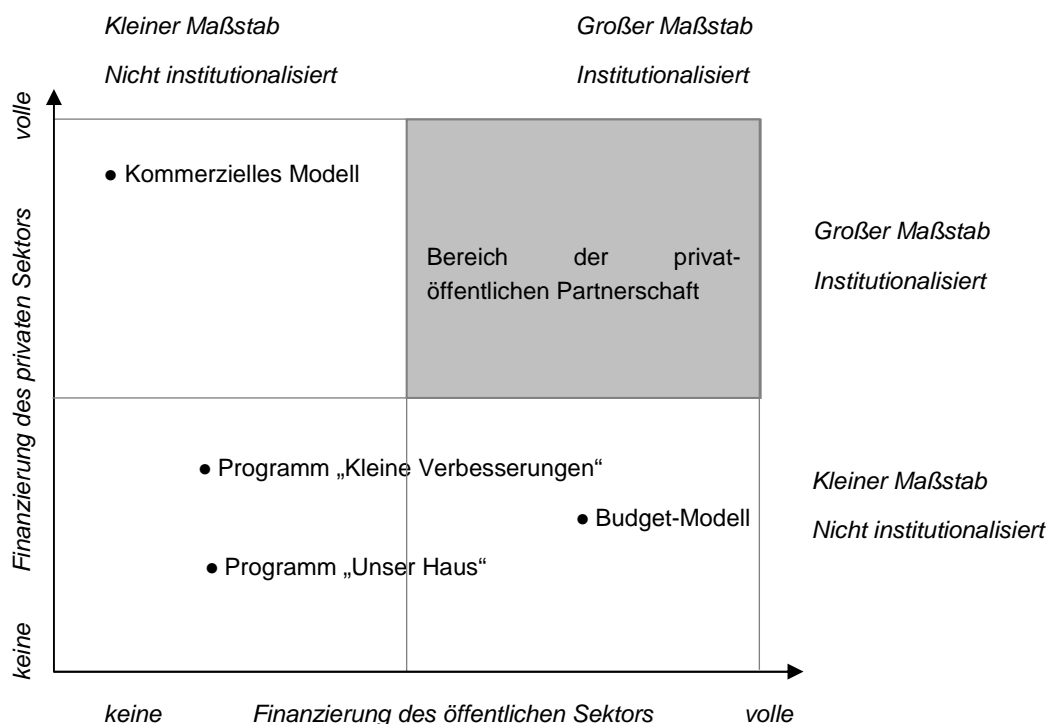 Kleiner Maßstab
Nicht institutionalisiert
Großer Maßstab
Institutionalisiert
volle
Finanzierung des privaten Sektors
keine
● Kommerzielles Modell
Bereich der privat-
öffentlichen Partnerschaft
Großer Maßstab
Institutionalisiert
● Programm „Kleine Verbesserungen“
● Budget-Modell
● Programm „Unser Haus“
Kleiner Maßstab
Nicht institutionalisiert
keine
Finanzierung des öffentlichen Sektors
volle